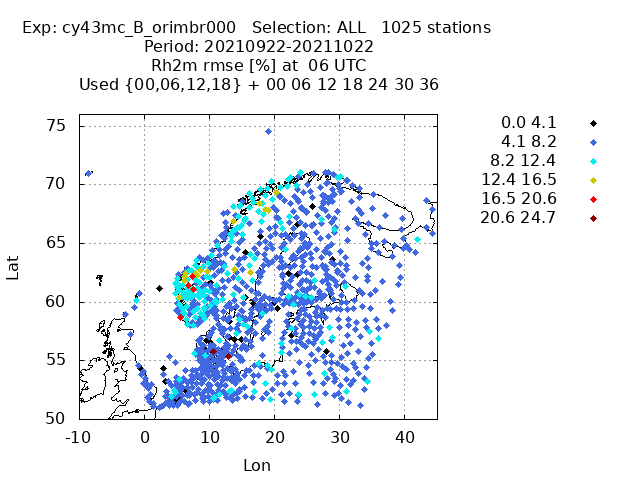 Exp: cy43mc_B_orimbr000   Selection: ALL   1025 stations
Period: 20210922-20211022
Rh2m rmse [%] at  06 UTC
Used {00,06,12,18} + 00 06 12 18 24 30 36
0.0 4.1
4.1 8.2
8.2 12.4
12.4 16.5
16.5 20.6
20.6 24.7
75
70
65
60
55
50
Lat
-10 0 10 20 30 40
Lon